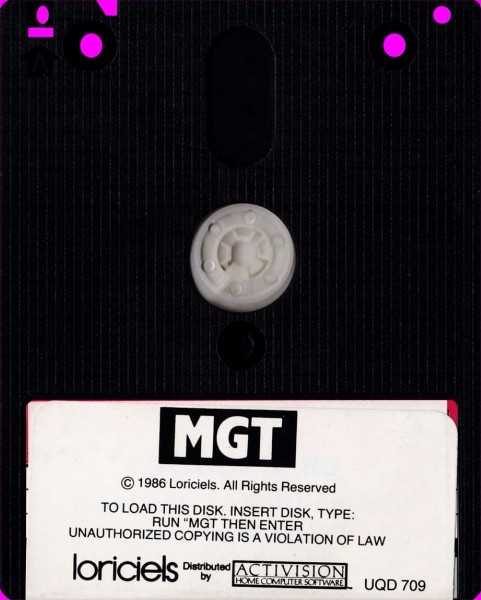 MGT
© 1986 Loriciels. All Rights Reserved
TO LOAD THIS DISK. INSERT DISK, TYPE:
RUN "MGT THEN ENTER
UNAUTHORIZED COPYING IS A VIOLATION OF LAW
loriciels Distributed by ACTIVISION HOME COMPUTER SOFTWARE UQD 709